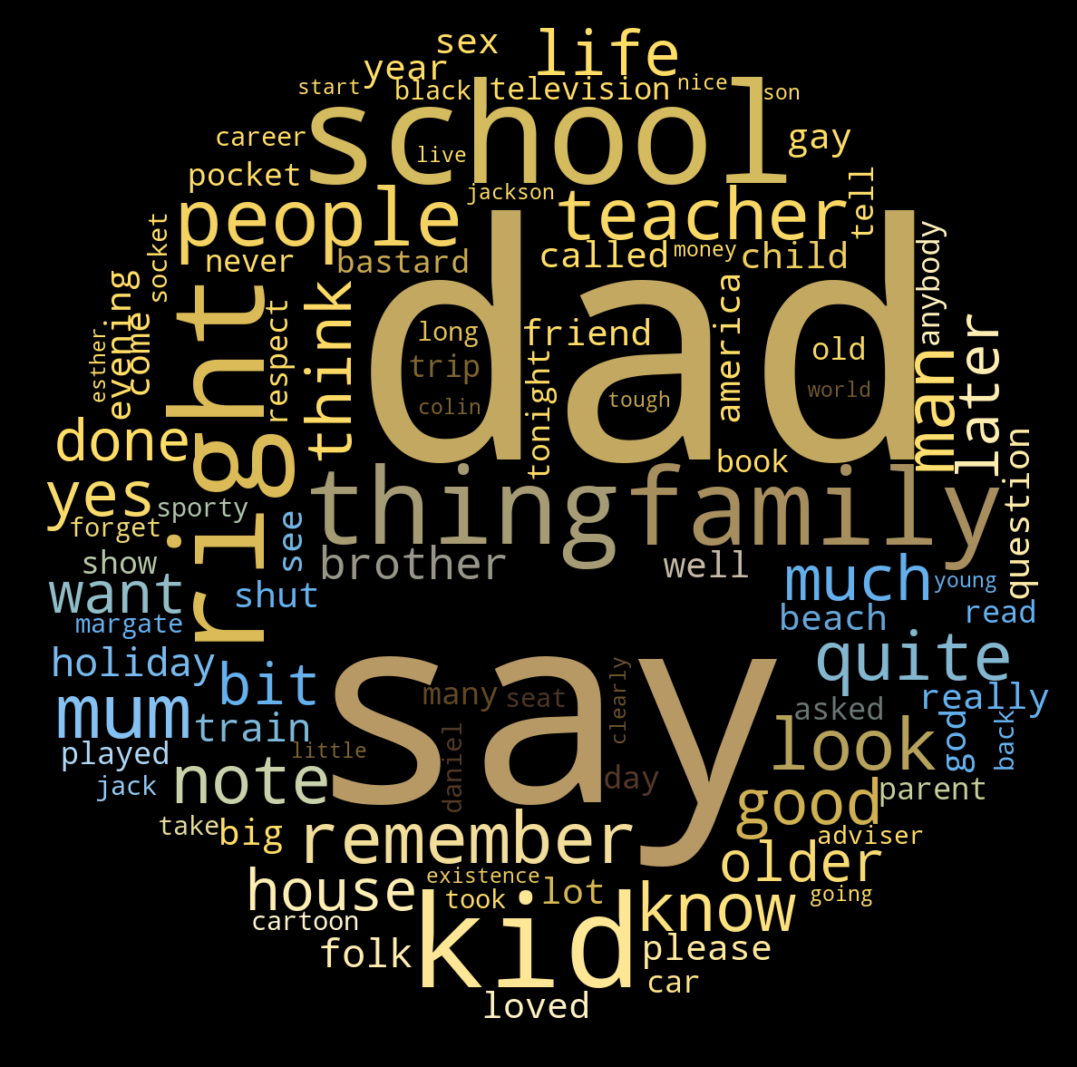 sex
life
year
start
black
television
nice
son
school
career
live
gay
pocket
jackson
tell
people
teacher
socket
never
bastard
called
money
child
anybody
dad
right
think
evening
come
esther
respect
long
friend
trip
colin
tonight
tough
america
old
world
man
later
done
book
yes
sporty
forget
thing
family
question
see
show
brother
well
want
shut
much
young
margate
beach
read
holiday
bit
say
quite
mum
train
many
seat
clearly
asked
really
played
little
daniel
look
god
back
jack
note
day
good
parent
take
big
remember
adviser
older
house
existence
took
lot
know
going
cartoon
kid
folk
please
car
loved